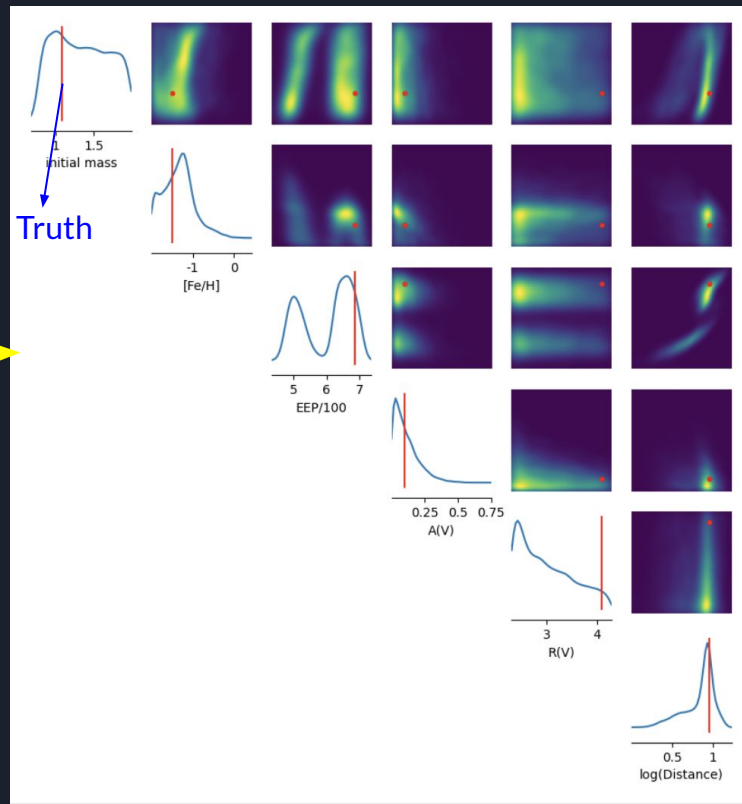 1 1.5
initial mass
Truth
-1 0
[Fe/H]
5 6 7
EEP/100
0.25 0.5 0.75
A(V)
3 4
R(V)
0.5 1
log(Distance)